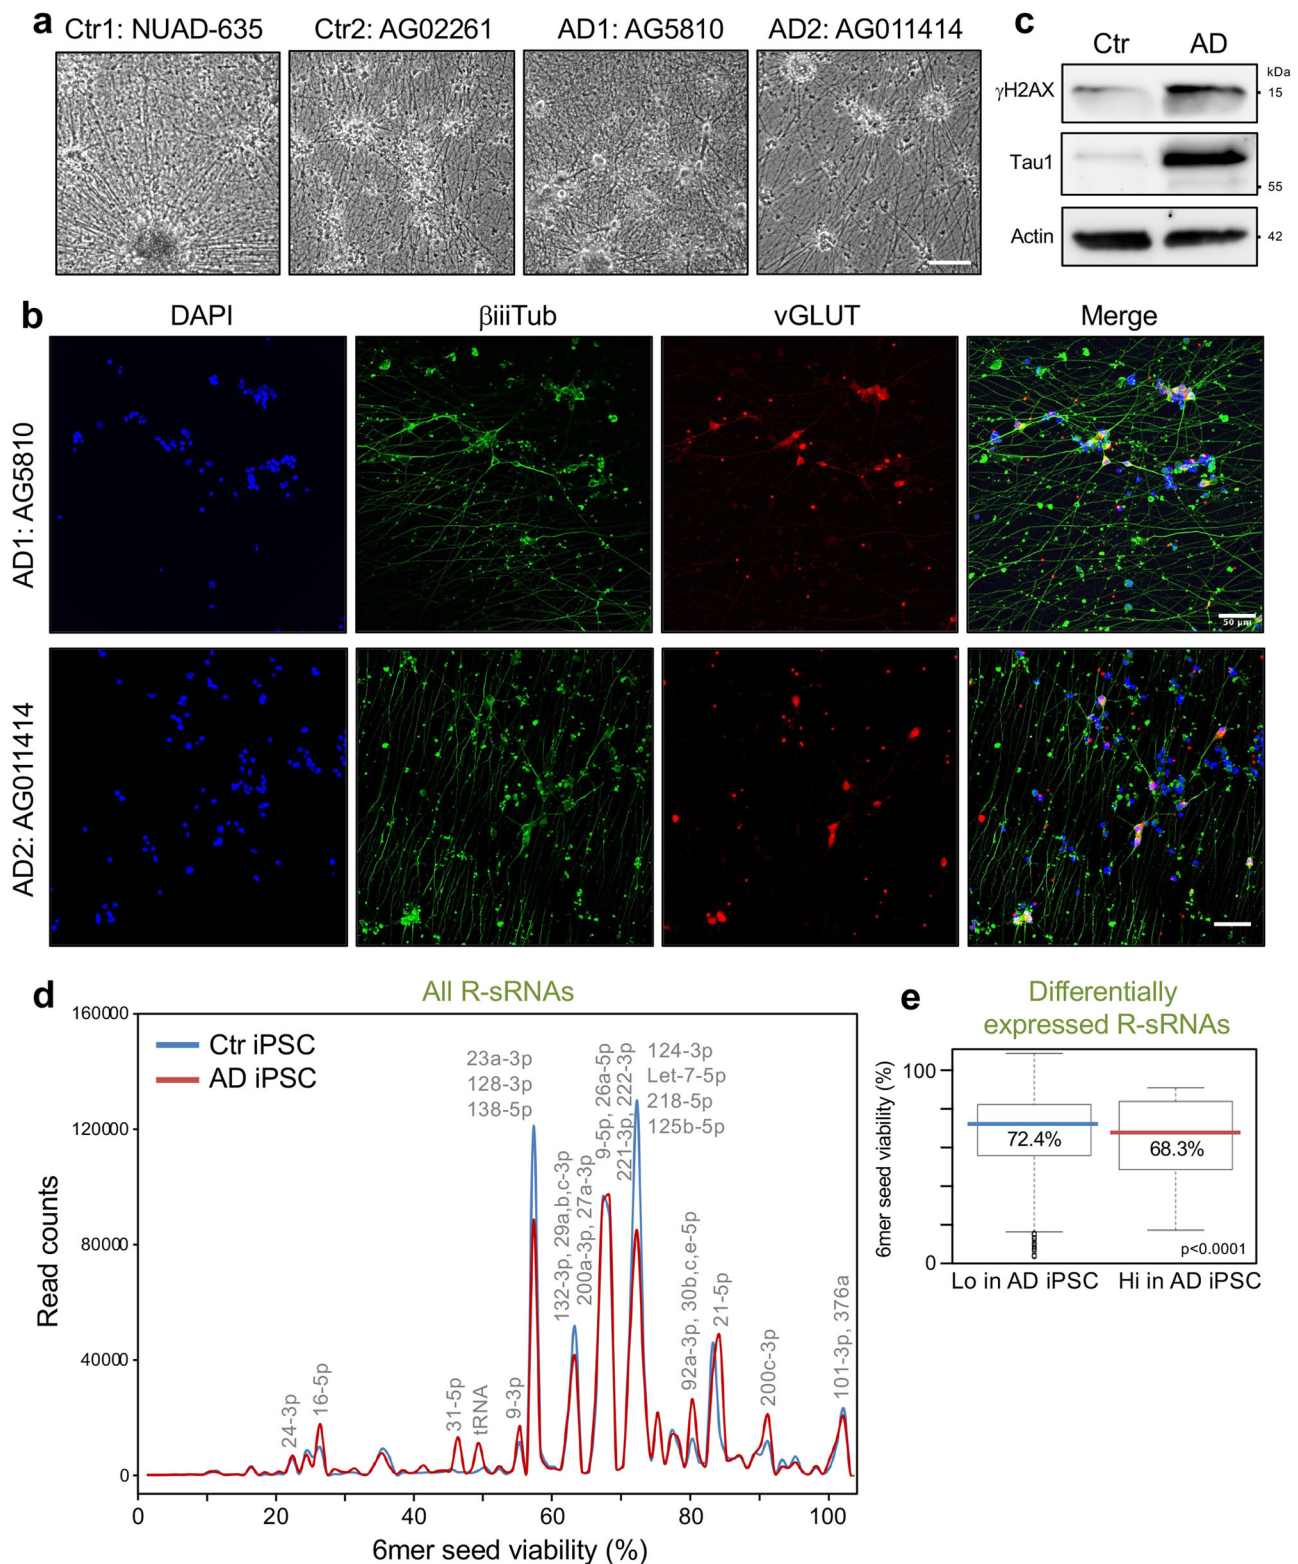 a
Ctr1: NUAD-635
Ctr2: AG02261
AD1: AG5810
AD2: AG011414
c
Ctr
AD
kDa
γH2AX
15
Tau1
55
Actin
42
b
DAPI
βiiiTub
vGLUT
Merge
AD1: AG5810
50 μm
AD2: AG011414
d
All R-sRNAs
160000
120000
80000
40000
0
Read counts
Ctr iPSC
AD iPSC
24-3p
16-5p
31-5p
tRNA
9-3p
23a-3p
128-3p
138-5p
132-3p, 29a,b,c-3p
200a-3p, 27a-3p
9-5p, 26a-5p
221-3p, 222-3p
124-3p
Let-7-5p
218-5p
125b-5p
92a-3p, 30b,c,e-5p
21-5p
200c-3p
101-3p, 376a
0
20
40
60
80
100
6mer seed viability (%)
e
Differentially
expressed R-sRNAs
6mer seed viability (%)
100
0
72.4%
68.3%
p<0.0001
Lo in AD iPSC
Hi in AD iPSC